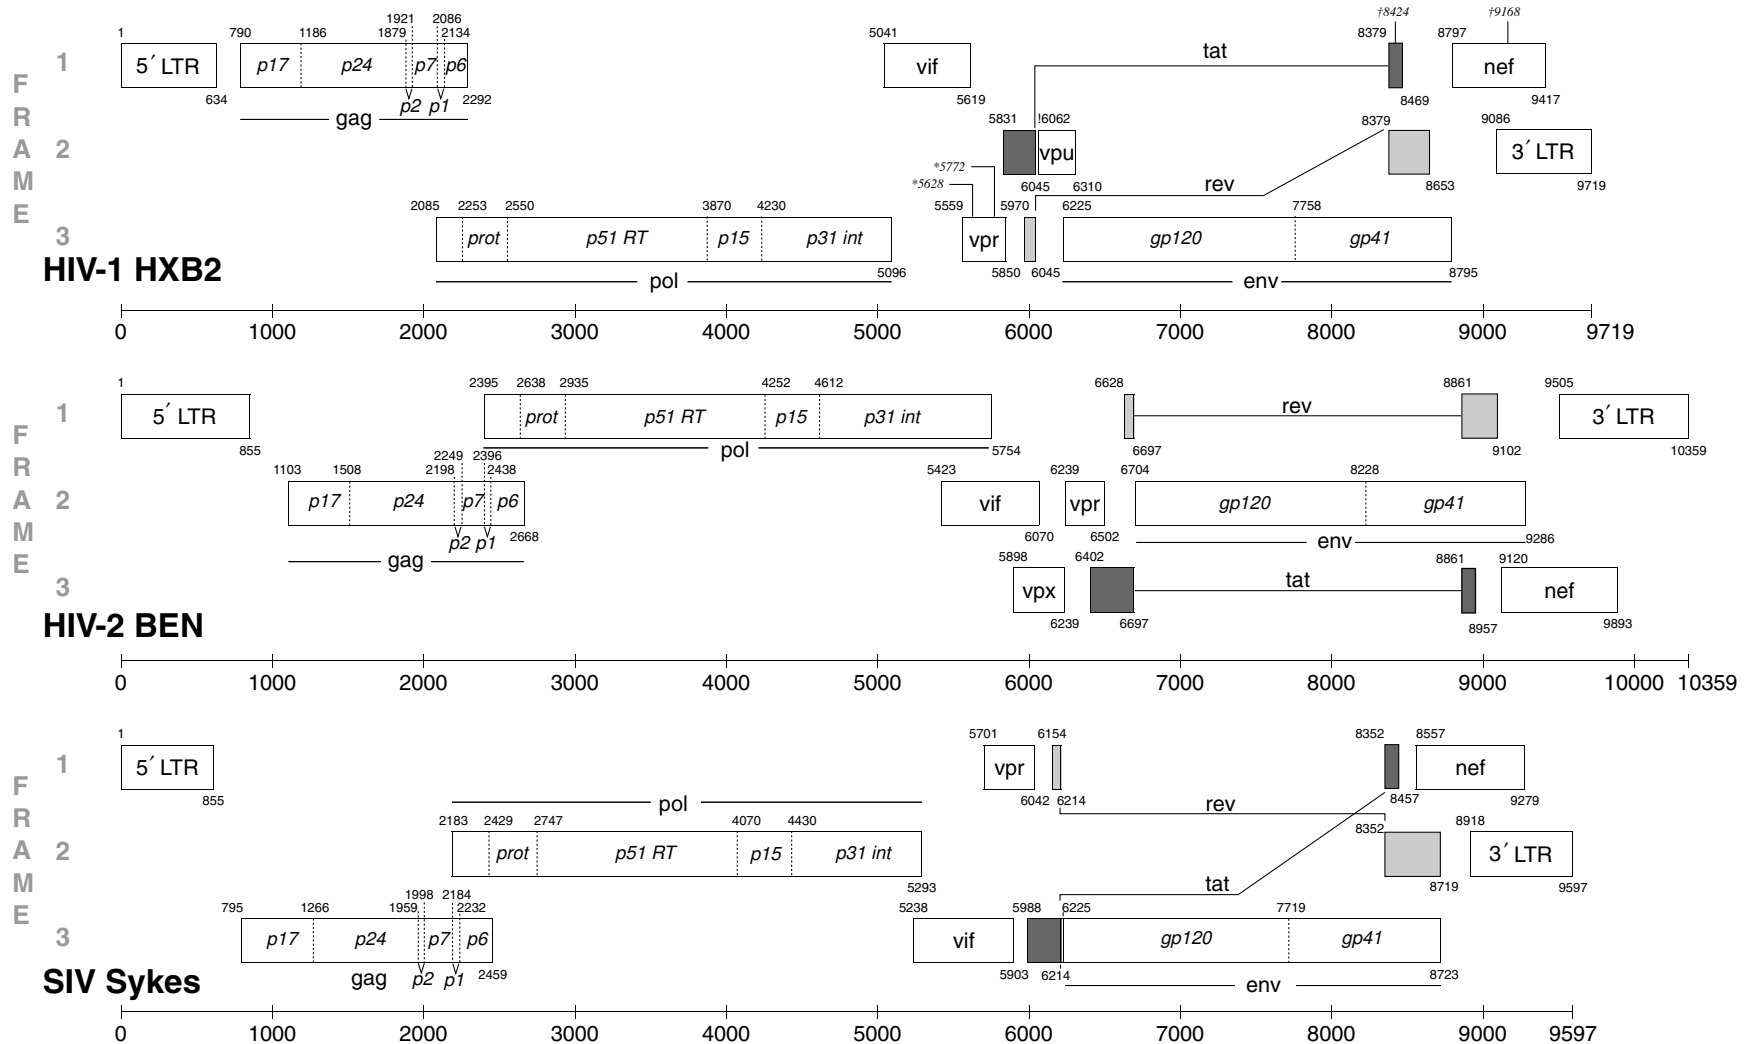 790 1921 2086 †8424 †9168
1 1186 1879 2134 5041 8379 8797
FRAME
1 5′ LTR p17 p24 p7 p6 vif tat nef
634 p2 p1 2292 5619 8469 9417
gag
5831 !6062 8379 9086
2 vpu 3′ LTR
*5772 6045 6310 rev 8653 9719
*5628
2085 2253 2550 3870 4230 5559 5970 6225 7758
3 prot p51 RT p15 p31 int vpr gp120 gp41
HIV-1 HXB2
pol 5096 5850 6045 env 8795
0 1000 2000 3000 4000 5000 6000 7000 8000 9000 9719
1 2395 2638 2935 4252 4612 6628 8861 9505
FRAME
1 5′ LTR prot p51 RT p15 p31 int rev 3′ LTR
855 pol 5754 6697 9102 10359
2249 2396
1103 1508 2198 2438 5423 6239 6704 8228
2 p17 p24 p7 p6 vif vpr gp120 gp41
gag p2 p1 2668 6070 6502 env 9286
5898 6402 8861 9120
3 vpx tat nef
HIV-2 BEN
6239 6697 8957 9893
0 1000 2000 3000 4000 5000 6000 7000 8000 9000 10000 10359
1 5701 6154 8352 8557
FRAME
1 5′ LTR vpr nef
855 6042 6214 rev 8457 9279
pol
2183 2429 2747 4070 4430 8352 8918
2 prot p51 RT p15 p31 int 3′ LTR
5293 tat 8719 9597
1998 2184
795 1266 1959 2232 5238 5988 6225 7719
3 p17 p24 p7 p6 vif gp120 gp41
SIV Sykes
gag p2 p1 2459 5903 6214 env 8723
0 1000 2000 3000 4000 5000 6000 7000 8000 9000 9597